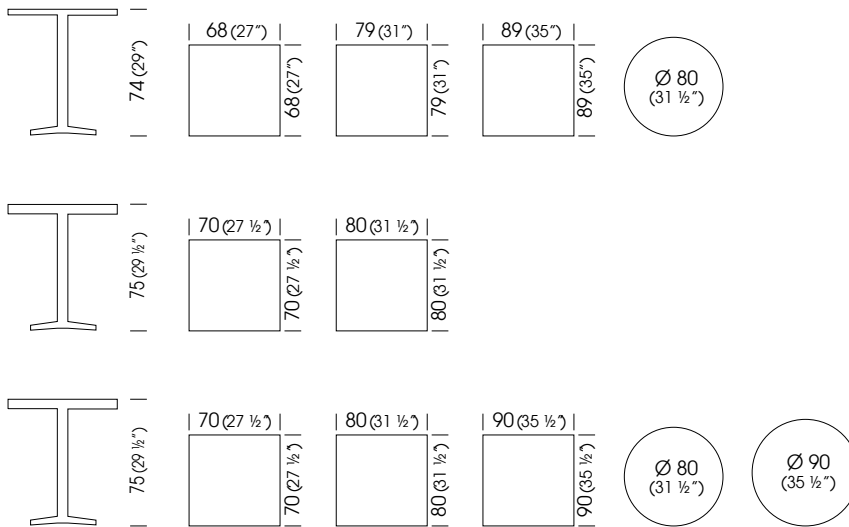 74 (29″)
68 (27″)
68 (27″)
79 (31″)
79 (31″)
89 (35″)
89 (35″)
Ø 80
(31 ½″)
75 (29 ½″)
70 (27 ½″)
70 (27 ½″)
80 (31 ½″)
80 (31 ½″)
75 (29 ½″)
70 (27 ½″)
70 (27 ½″)
80 (31 ½″)
80 (31 ½″)
90 (35 ½″)
90 (35 ½″)
Ø 80
(31 ½″)
Ø 90
(35 ½″)